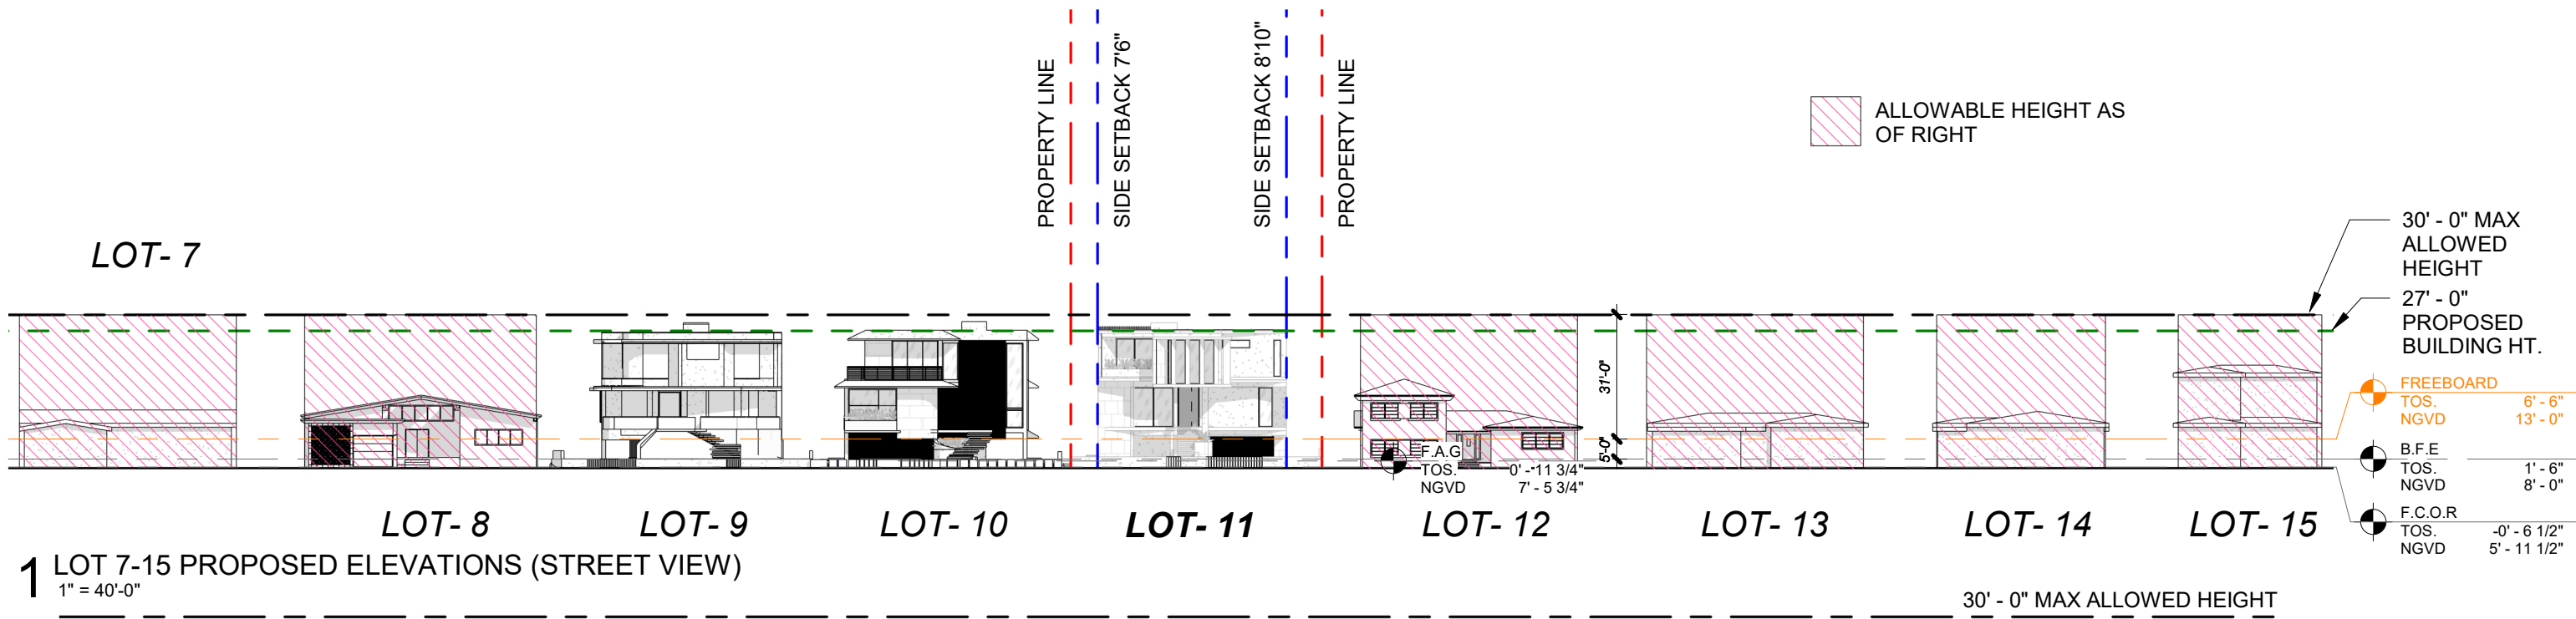 PROPERTY LINE
SIDE SETBACK 7'6"
SIDE SETBACK 8'10"
PROPERTY LINE
ALLOWABLE HEIGHT AS
OF RIGHT
LOT- 7
30' - 0" MAX
ALLOWED
HEIGHT
27' - 0"
PROPOSED
BUILDING HT.
31'-0"
5'-0"
FREEBOARD
TOS. 6' - 6"
NGVD 13' - 0"
F.A.G
TOS. 0' - 11 3/4"
NGVD 7' - 5 3/4"
B.F.E
TOS. 1' - 6"
NGVD 8' - 0"
F.C.O.R
TOS. -0' - 6 1/2"
NGVD 5' - 11 1/2"
LOT- 8
LOT- 9
LOT- 10
LOT- 11
LOT- 12
LOT- 13
LOT- 14
LOT- 15
1 LOT 7-15 PROPOSED ELEVATIONS (STREET VIEW)
1" = 40'-0"
30' - 0" MAX ALLOWED HEIGHT